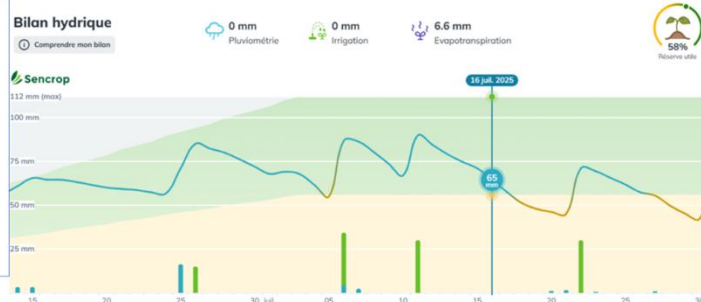 Bilan hydrique
Comprendre mon bilan
0 mm
Pluviométrie
0 mm
Irrigation
6.6 mm
Evapotranspiration
58%
Réserve utile
Sencrop
16 juil. 2025
112 mm (max)
100 mm
75 mm
65
mm
50 mm
25 mm
15
20
25
30
juil
05
10
15
20
25
30